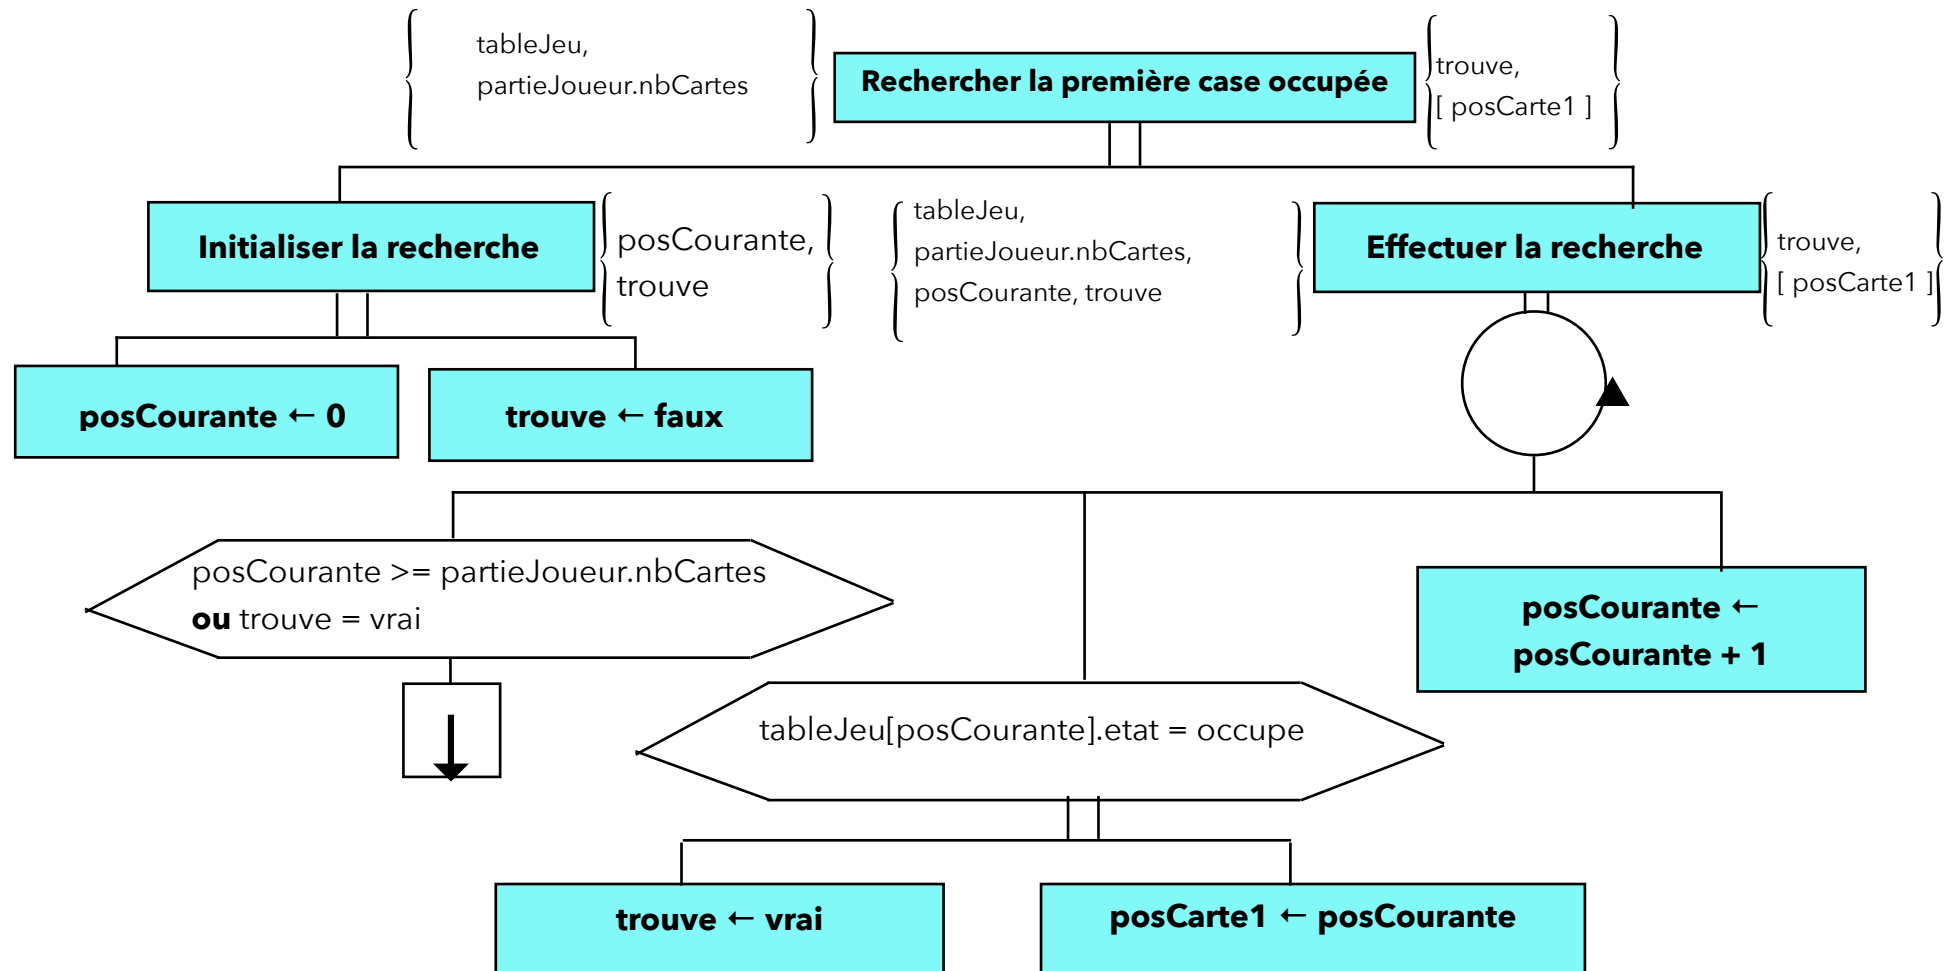 tableJeu,
partieJoueur.nbCartes
Rechercher la première case occupée
trouve,
[ posCarte1 ]
Initialiser la recherche
posCourante,
trouve
tableJeu,
partieJoueur.nbCartes,
posCourante, trouve
Effectuer la recherche
trouve,
[ posCarte1 ]
posCourante ← 0
trouve ← faux
posCourante >= partieJoueur.nbCartes
ou trouve = vrai
posCourante ←
posCourante + 1
tableJeu[posCourante].etat = occupe
trouve ← vrai
posCarte1 ← posCourante